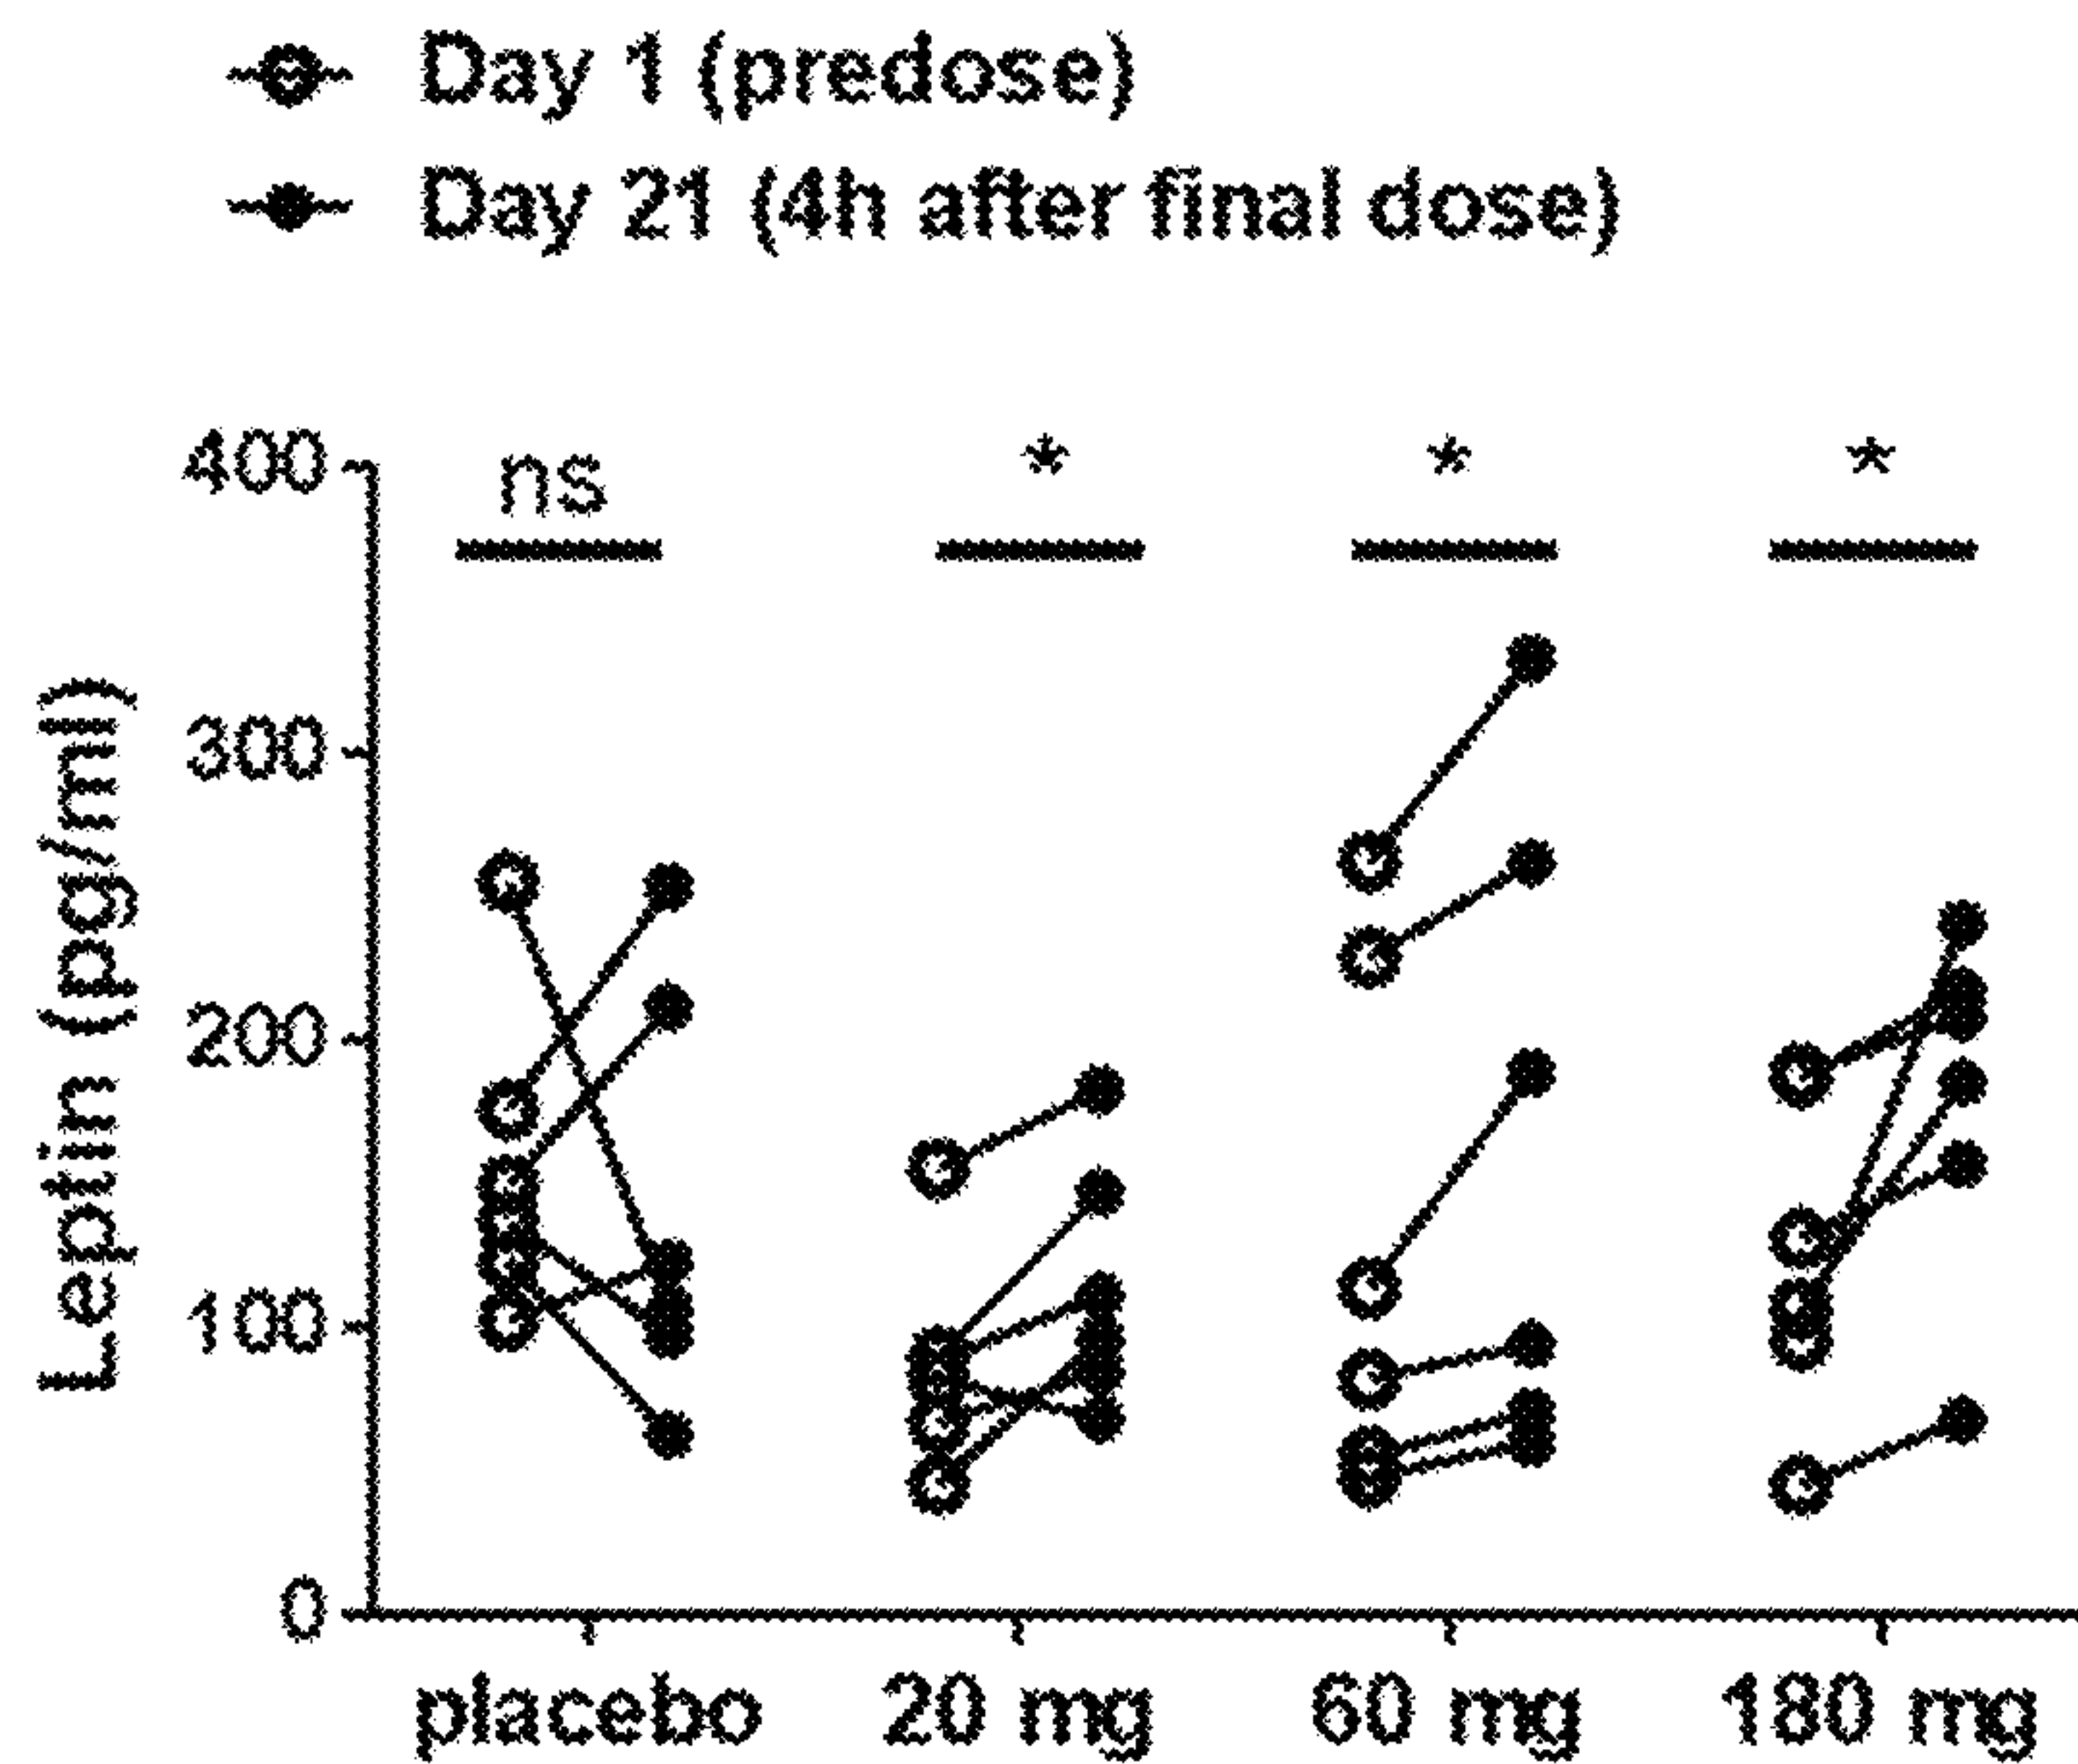 Day 1 (predose)
Day 21 (4h after final dose)
Leptin (pg/ml)
400
300
200
100
0
ns
*
*
*
placebo
20 mg
60 mg
180 mg